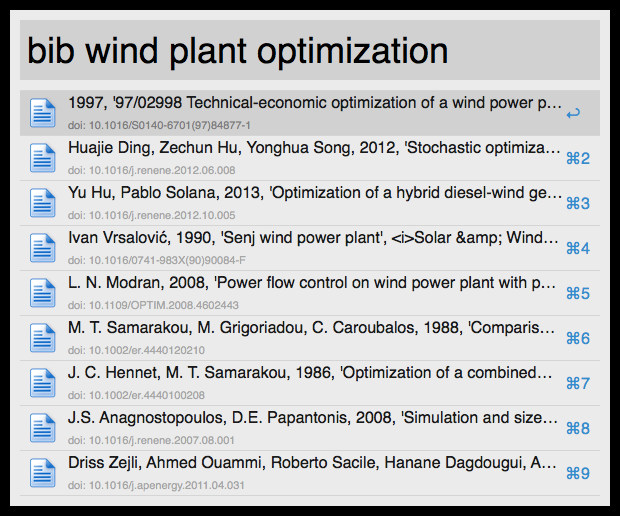 bib wind plant optimization
1997, '97/02998 Technical-economic optimization of a wind power p…
doi: 10.1016/S0140-6701(97)84877-1
↩
Huajie Ding, Zechun Hu, Yonghua Song, 2012, 'Stochastic optimiza…
doi: 10.1016/j.renene.2012.06.008
⌘2
Yu Hu, Pablo Solana, 2013, 'Optimization of a hybrid diesel-wind ge…
doi: 10.1016/j.renene.2012.10.005
⌘3
Ivan Vrsalović, 1990, 'Senj wind power plant', <i>Solar &amp; Wind…
doi: 10.1016/0741-983X(90)90084-F
⌘4
L. N. Modran, 2008, 'Power flow control on wind power plant with p…
doi: 10.1109/OPTIM.2008.4602443
⌘5
M. T. Samarakou, M. Grigoriadou, C. Caroubalos, 1988, 'Comparis…
doi: 10.1002/er.4440120210
⌘6
J. C. Hennet, M. T. Samarakou, 1986, 'Optimization of a combined…
doi: 10.1002/er.4440100208
⌘7
J.S. Anagnostopoulos, D.E. Papantonis, 2008, 'Simulation and size…
doi: 10.1016/j.renene.2007.08.001
⌘8
Driss Zejli, Ahmed Ouammi, Roberto Sacile, Hanane Dagdougui, A…
doi: 10.1016/j.apenergy.2011.04.031
⌘9